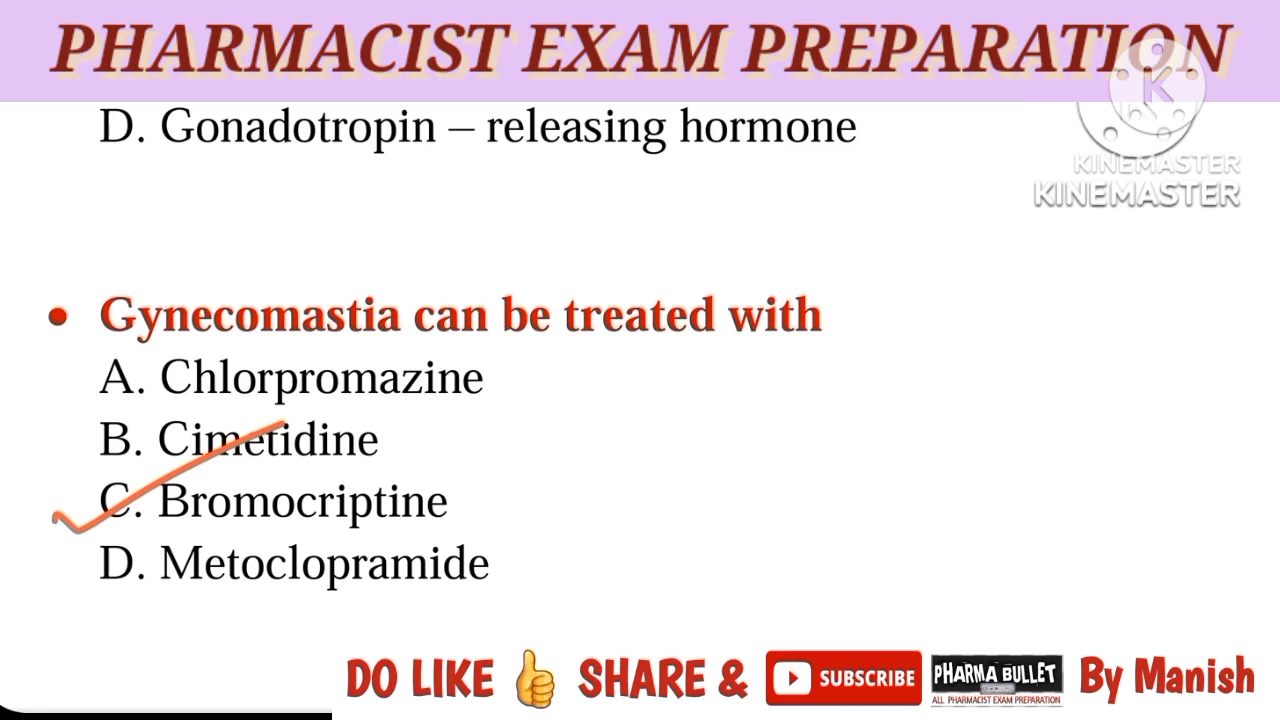 PHARMACIST EXAM PREPARATION
D. Gonadotropin – releasing hormone
KINEMASTER
KINEMASTER
• Gynecomastia can be treated with
A. Chlorpromazine
B. Cimetidine
C. Bromocriptine
D. Metoclopramide
DO LIKE 👍 SHARE & SUBSCRIBE PHARMA BULLET By Manish
ALL PHARMACIST EXAM PREPARATION